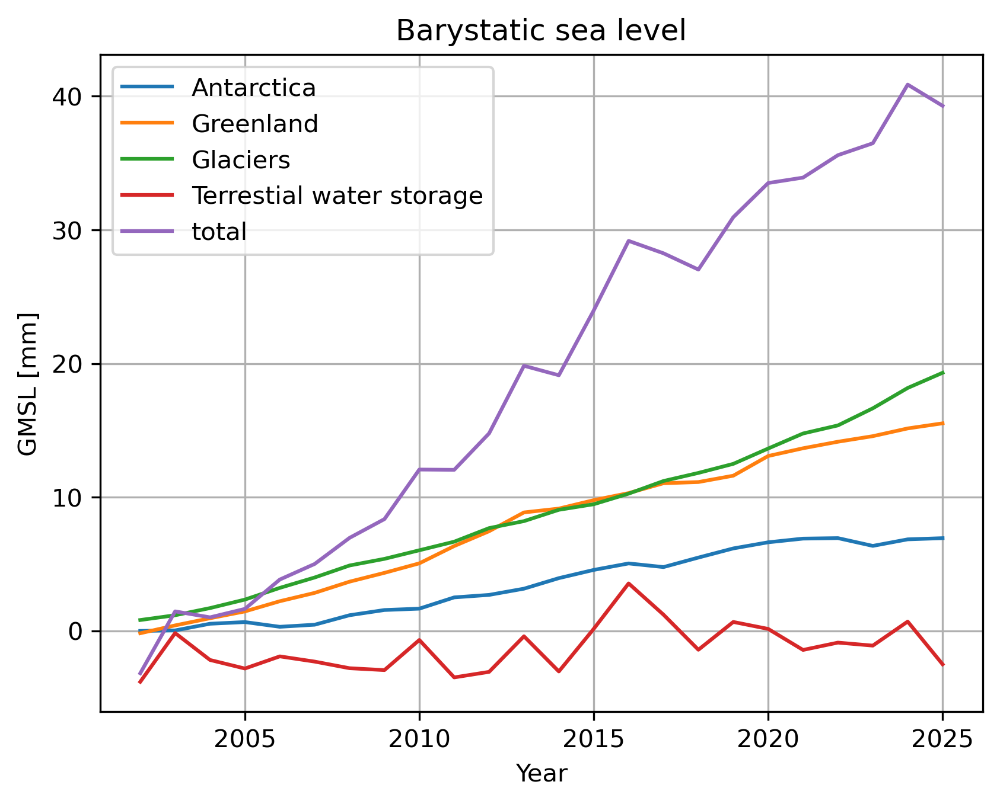 Barystatic sea level
Antarctica
Greenland
Glaciers
Terrestial water storage
total
GMSL [mm]
40
30
20
10
0
2005 2010 2015 2020 2025
Year